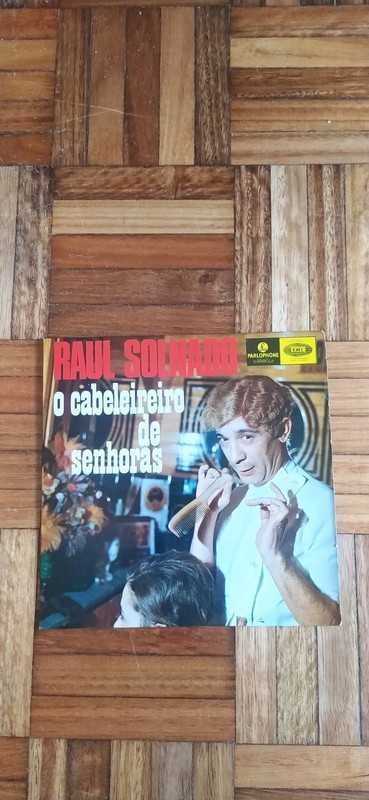 RAUL SOLNADO
o cabeleireiro
de
senhoras
PARLOPHONE
EMI